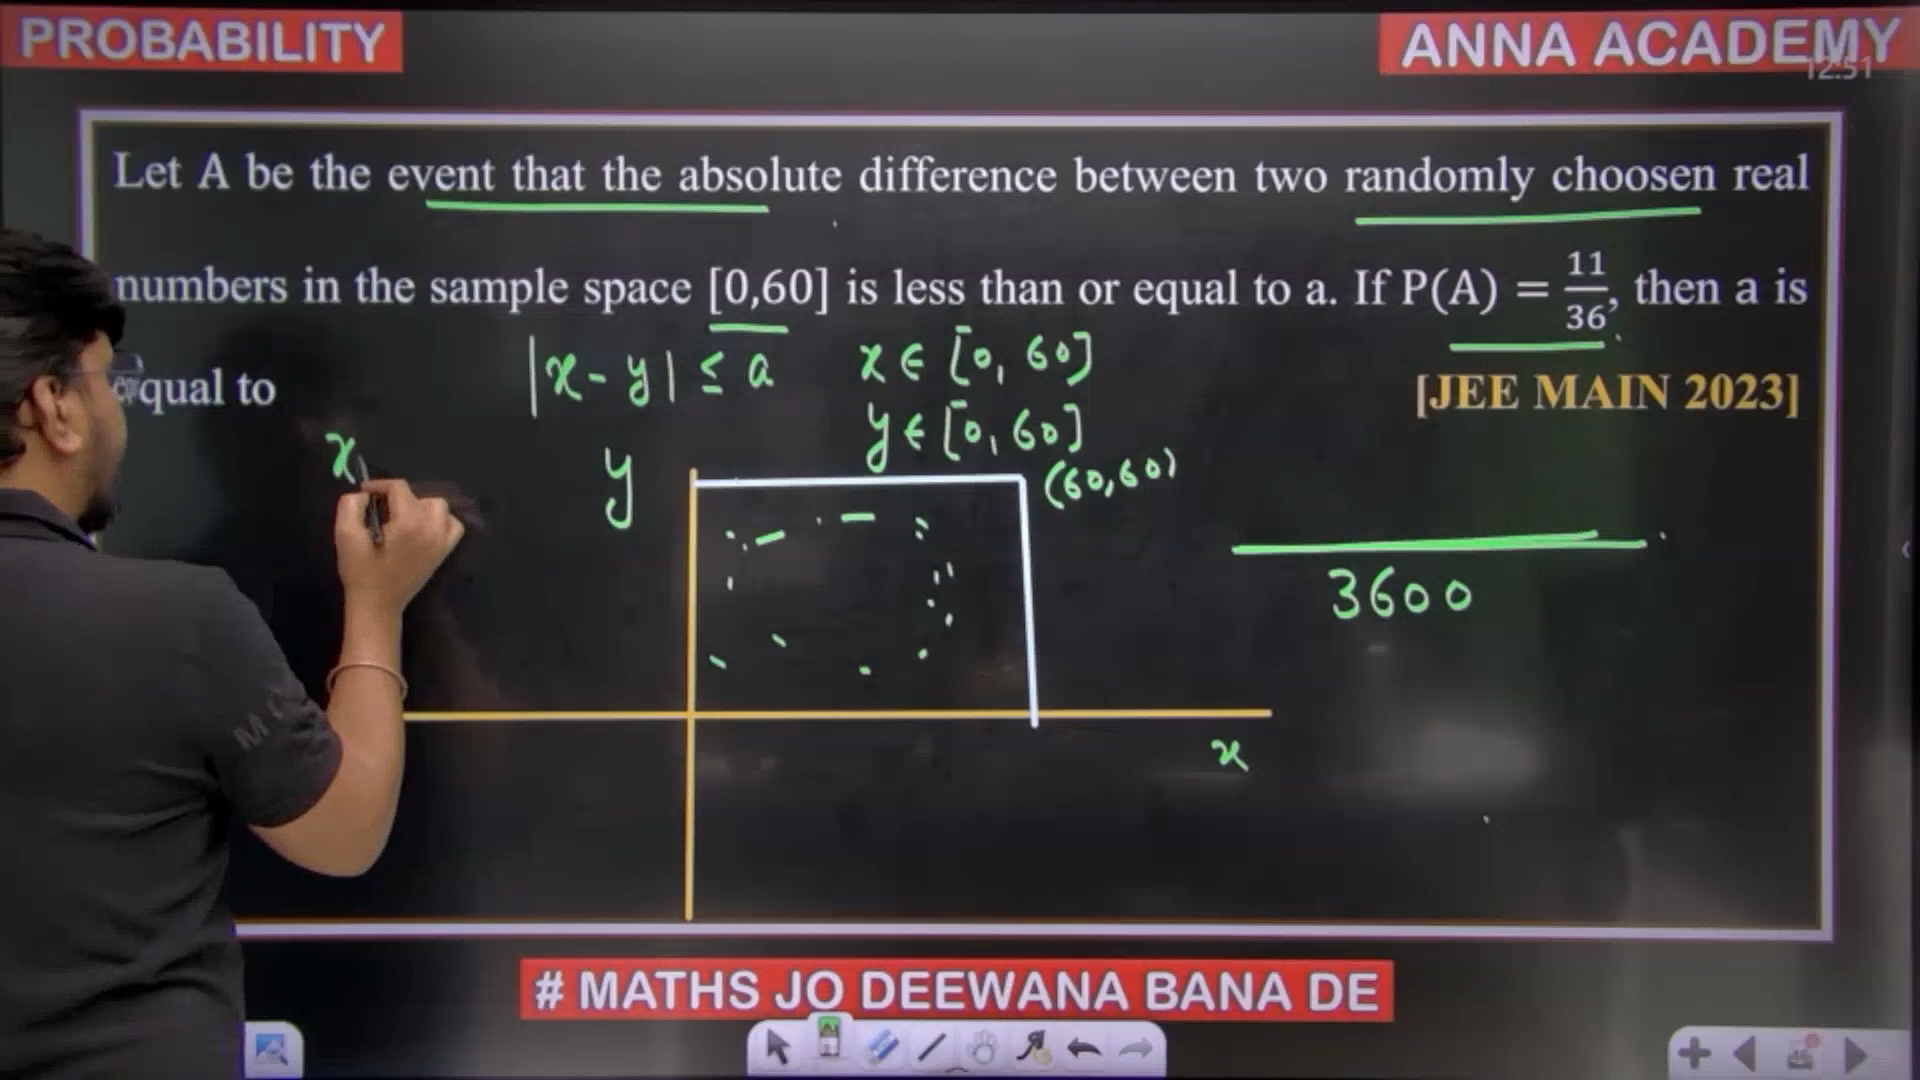 PROBABILITY
ANNA ACADEMY
12:51
Let A be the event that the absolute difference between two randomly choosen real
numbers in the sample space [0,60] is less than or equal to a. If P(A) = 11/36, then a is
equal to
[JEE MAIN 2023]
|x - y| ≤ a
x ∈ [0, 60]
y ∈ [0, 60]
x
y
(60,60)
3600
x
# MATHS JO DEEWANA BANA DE